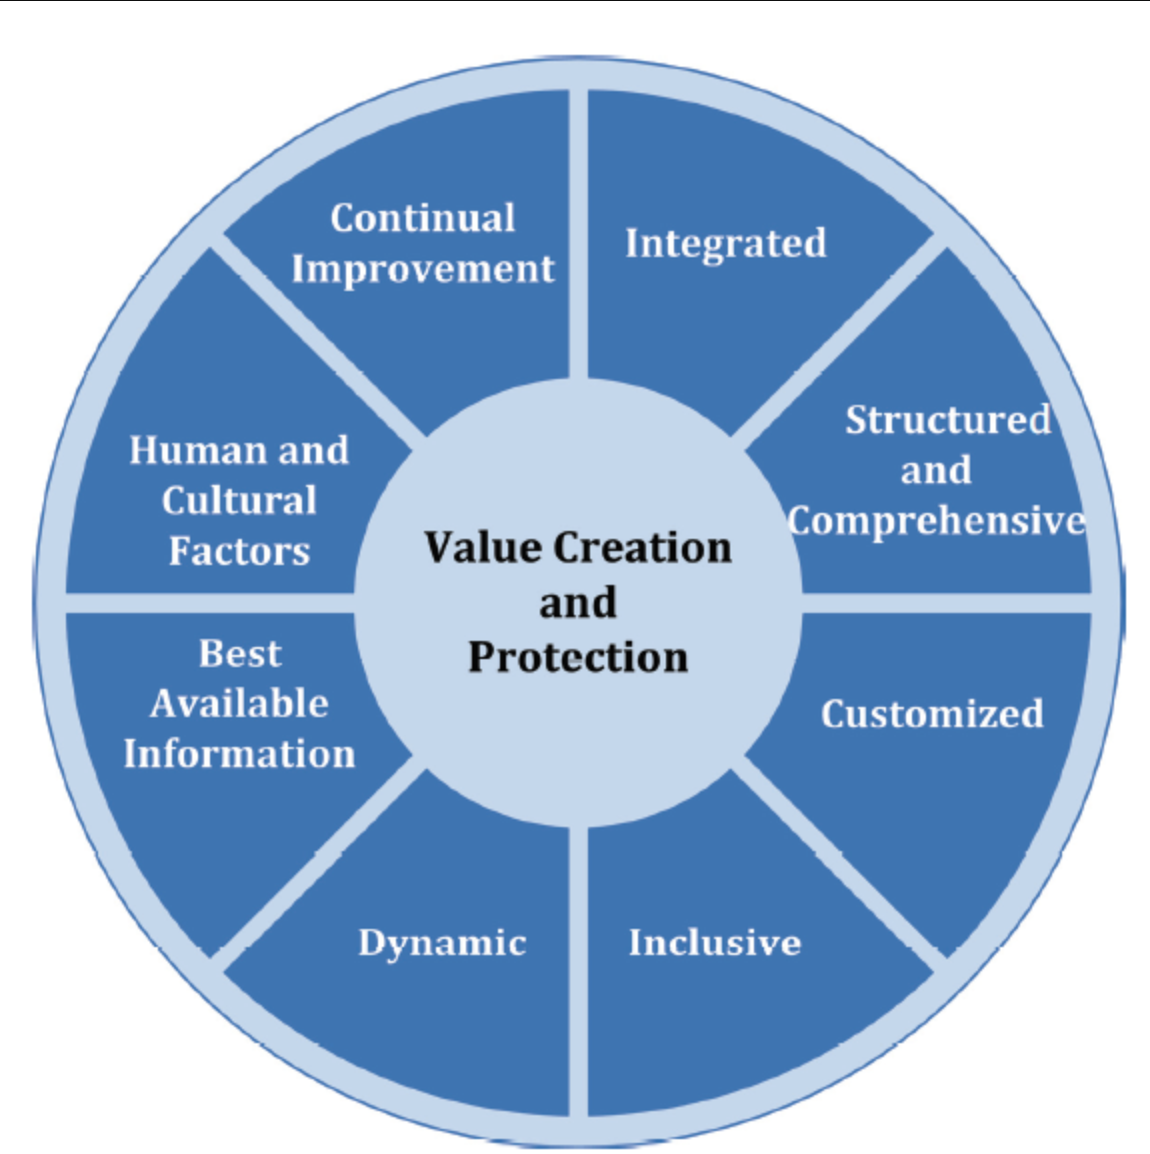 Continual
Improvement
Integrated
Structured
and
Comprehensive
Customized
Inclusive
Dynamic
Best
Available
Information
Human and
Cultural
Factors
Value Creation
and
Protection